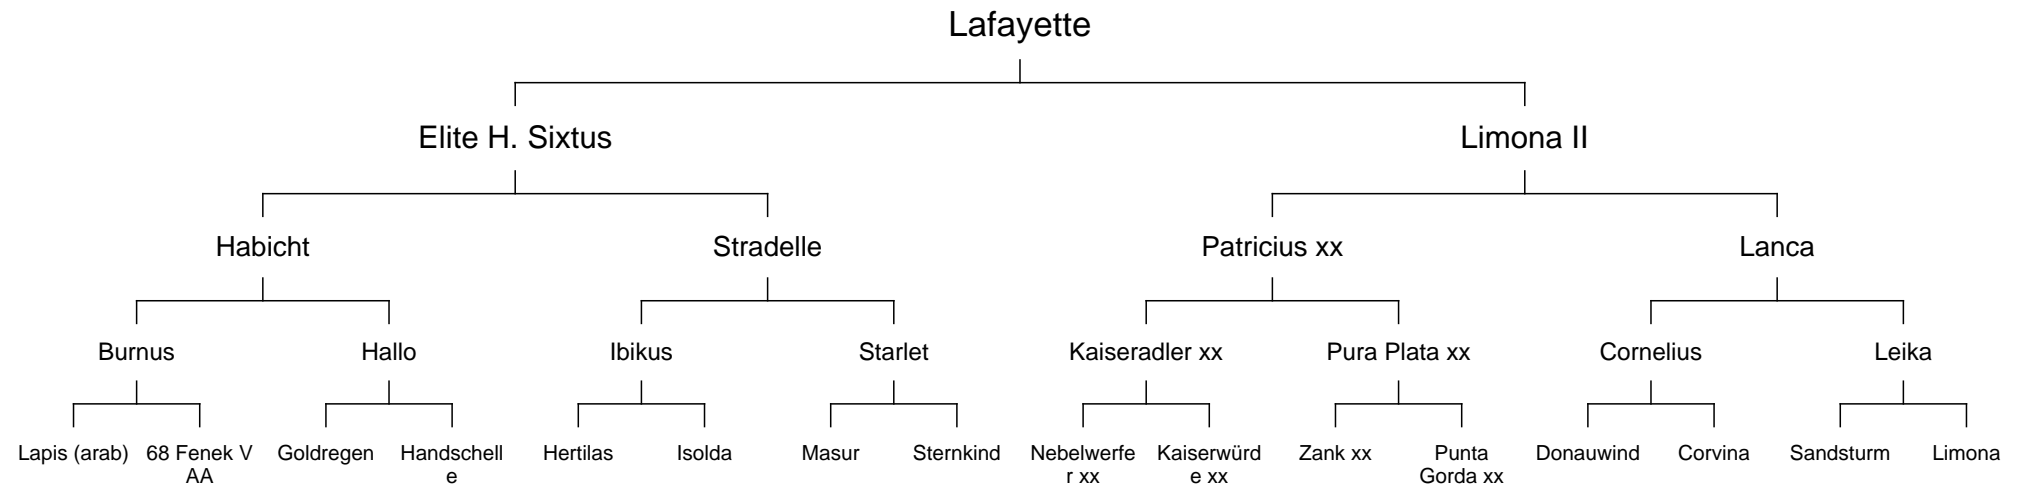 Lafayette
Elite H. Sixtus
Limona II
Habicht
Stradelle
Patricius xx
Lanca
Burnus
Hallo
Ibikus
Starlet
Kaiseradler xx
Pura Plata xx
Cornelius
Leika
Lapis (arab)
68 Fenek V
AA
Goldregen
Handschell
e
Hertilas
Isolda
Masur
Sternkind
Nebelwerfe
r xx
Kaiserwürd
e xx
Zank xx
Punta
Gorda xx
Donauwind
Corvina
Sandsturm
Limona